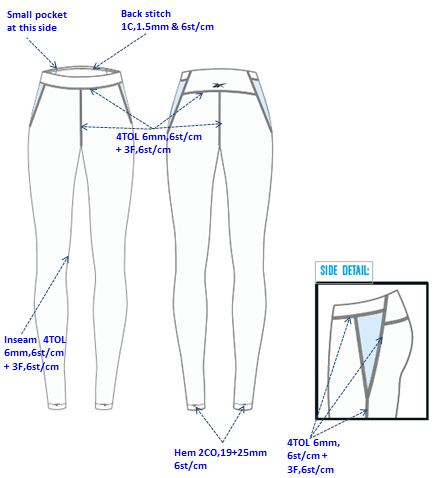 Small pocket
at this side
Back stitch
1C,1.5mm & 6st/cm
4TOL 6mm,6st/cm
+ 3F,6st/cm
SIDE DETAIL:
Inseam 4TOL
6mm,6st/cm
+ 3F,6st/cm
Hem 2CO,19+25mm
6st/cm
4TOL 6mm,
6st/cm +
3F,6st/cm